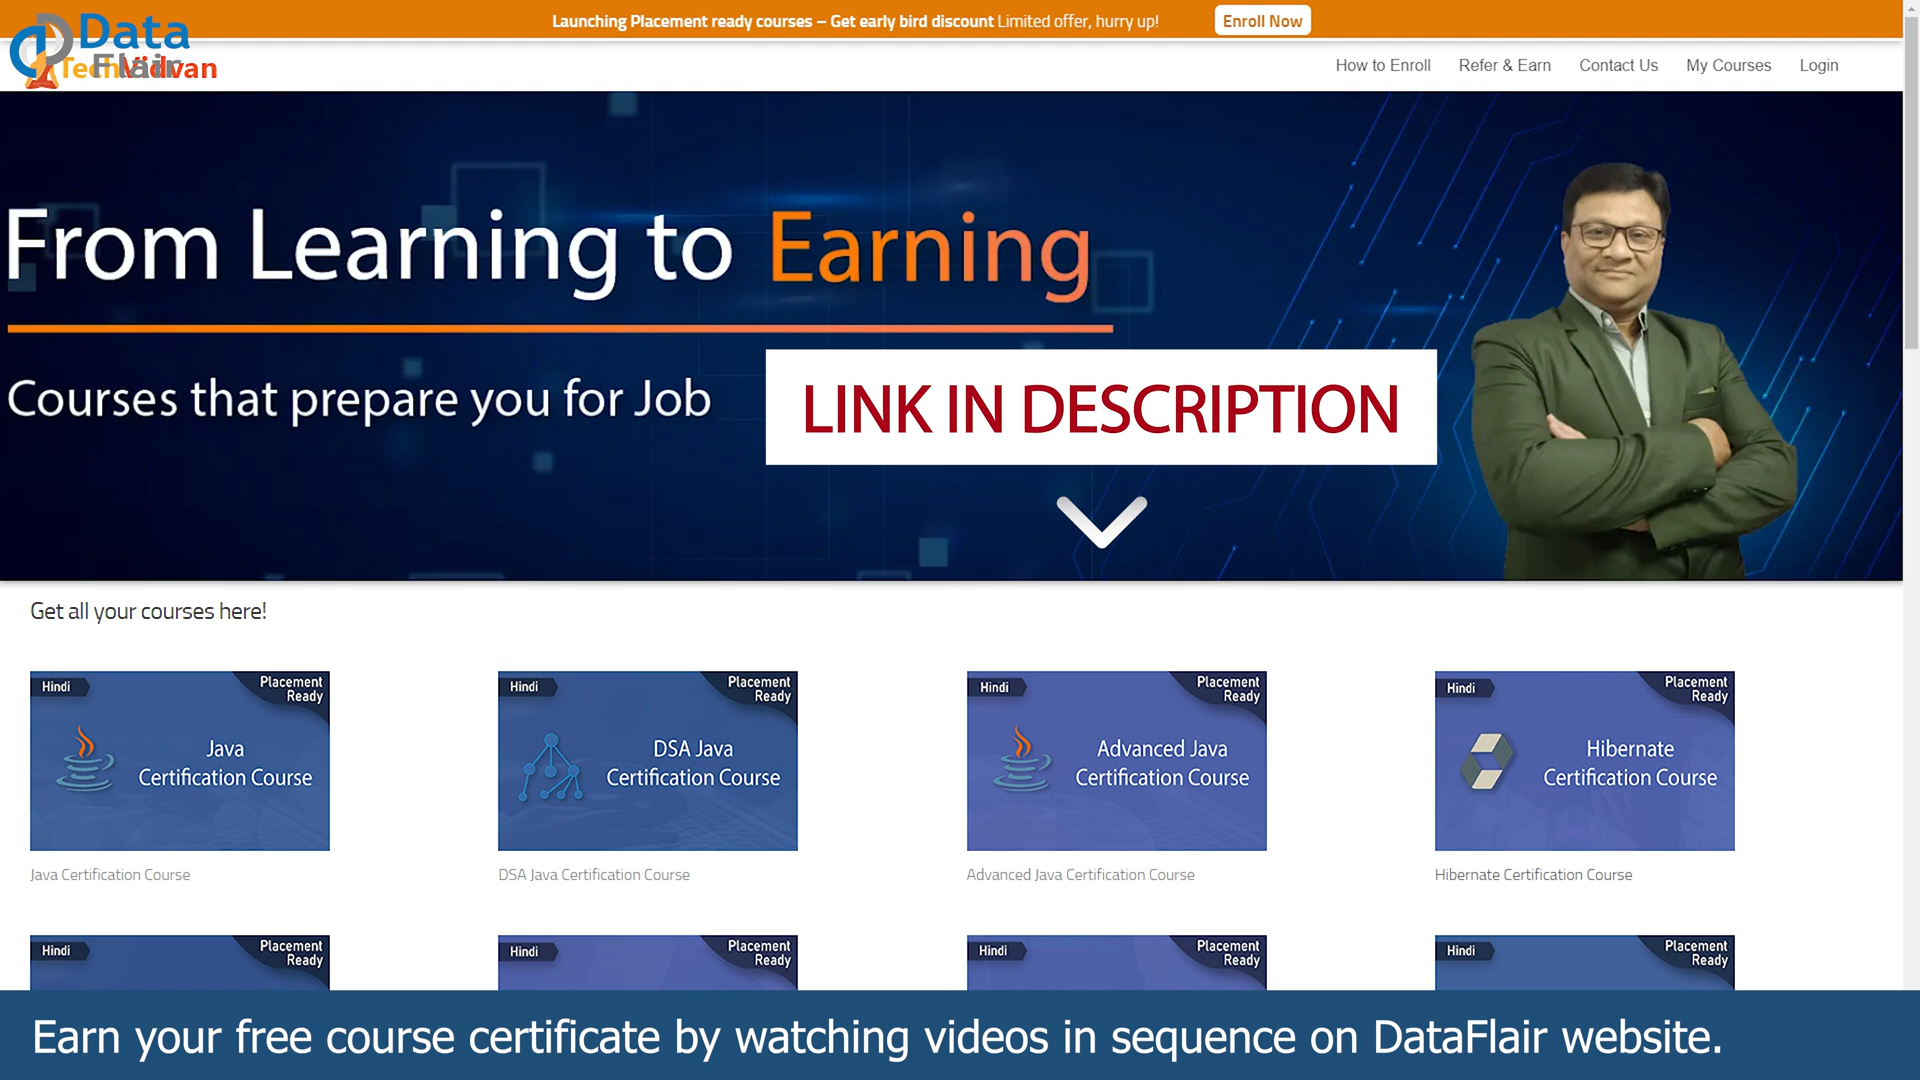 Launching Placement ready courses – Get early bird discount Limited offer, hurry up!
Enroll Now
Data
Flair
TechVidvan
How to Enroll
Refer & Earn
Contact Us
My Courses
Login
From Learning to Earning
Courses that prepare you for Job
LINK IN DESCRIPTION
Get all your courses here!
Hindi
Placement
Ready
Java
Certification Course
Java Certification Course
Hindi
Placement
Ready
DSA Java
Certification Course
DSA Java Certification Course
Hindi
Placement
Ready
Advanced Java
Certification Course
Advanced Java Certification Course
Hindi
Placement
Ready
Hibernate
Certification Course
Hibernate Certification Course
Hindi
Placement
Ready
Hindi
Placement
Ready
Hindi
Placement
Ready
Hindi
Placement
Ready
Earn your free course certificate by watching videos in sequence on DataFlair website.